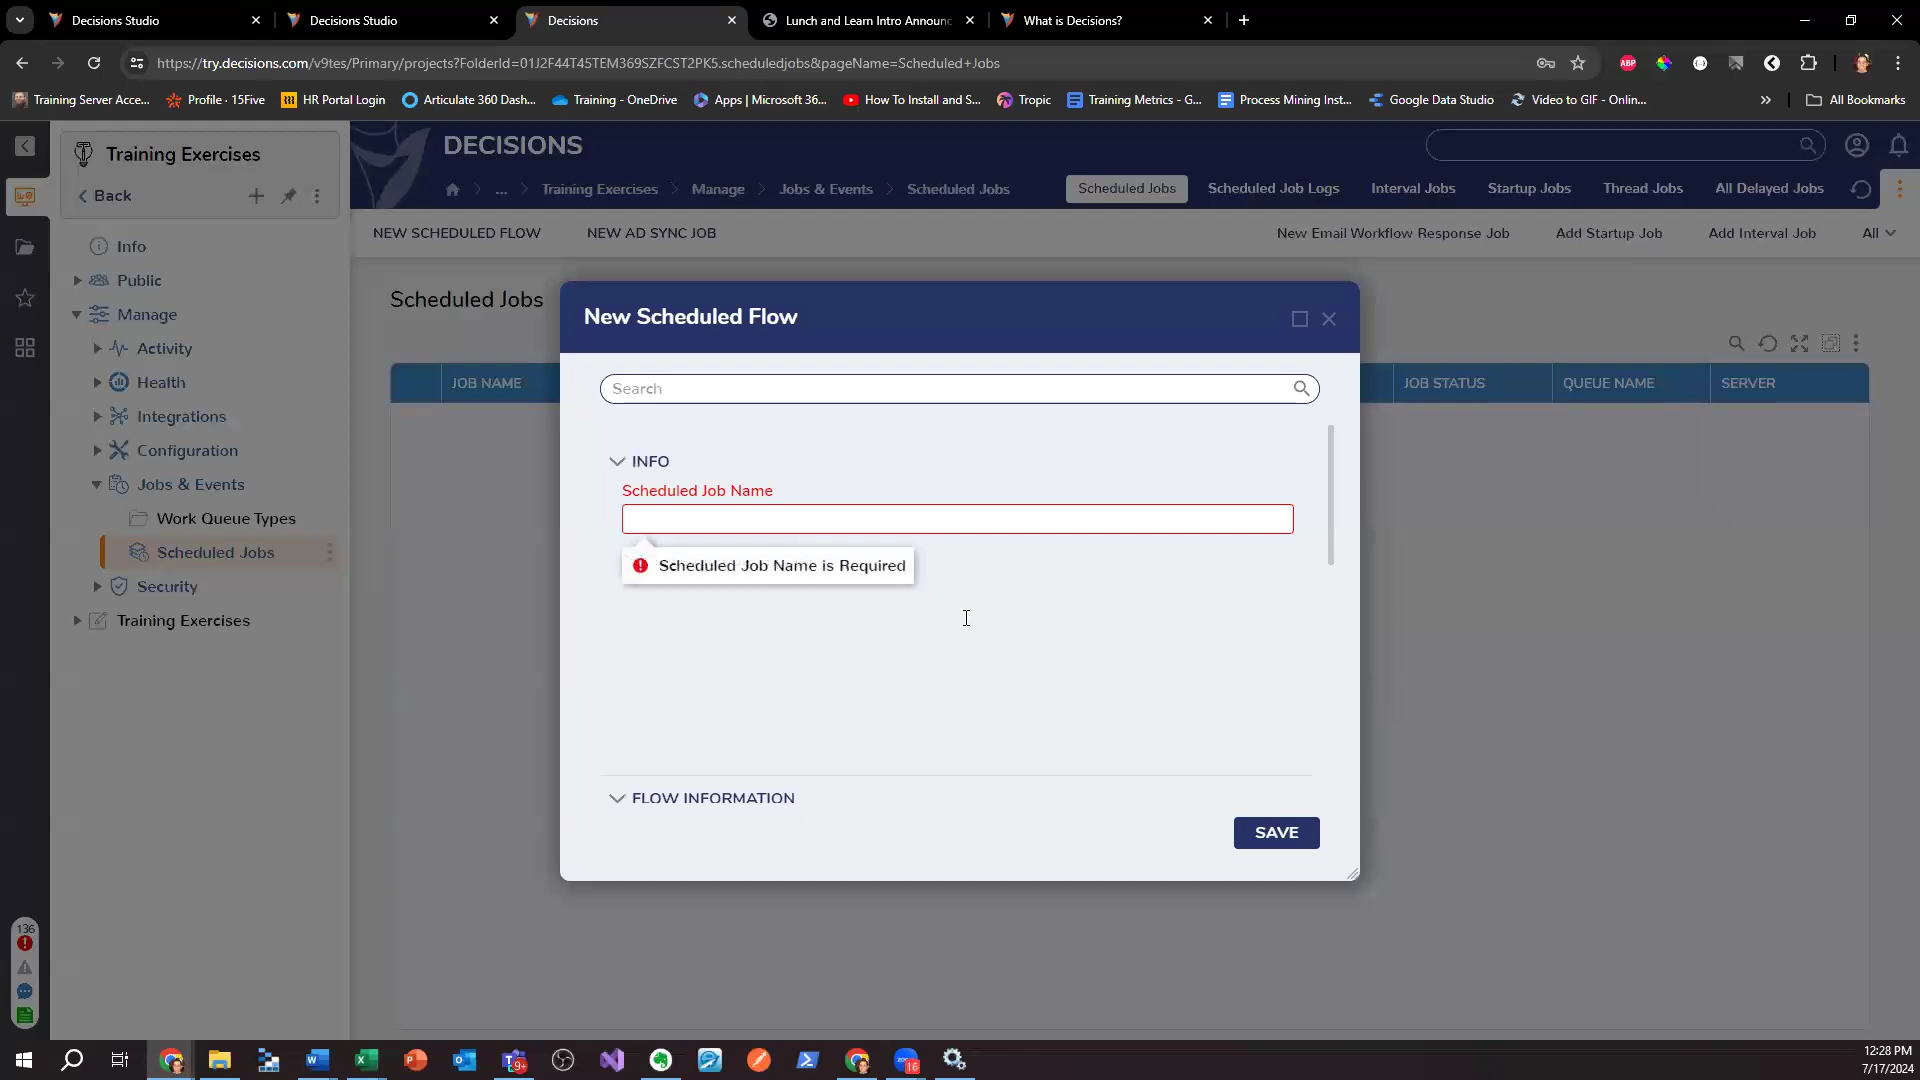 Decisions Studio
Decisions Studio
Decisions
Lunch and Learn Intro Announc
What is Decisions?
https://try.decisions.com/v9tes/Primary/projects?FolderId=01J2F44T45TEM369SZFCST2PK5.scheduledjobs&pageName=Scheduled+Jobs
ABP
Training Server Acce...
Profile · 15Five
HR Portal Login
Articulate 360 Dash...
Training - OneDrive
Apps | Microsoft 36...
How To Install and S...
Tropic
Training Metrics - G...
Process Mining Inst...
Google Data Studio
Video to GIF - Onlin...
All Bookmarks
Training Exercises
Back
DECISIONS
... Training Exercises Manage Jobs & Events Scheduled Jobs
Scheduled Jobs Scheduled Job Logs Interval Jobs Startup Jobs Thread Jobs All Delayed Jobs
NEW SCHEDULED FLOW NEW AD SYNC JOB
New Email Workflow Response Job Add Startup Job Add Interval Job All
Info
Public
Manage
Activity
Health
Integrations
Configuration
Jobs & Events
Work Queue Types
Scheduled Jobs
Security
Training Exercises
Scheduled Jobs
JOB NAME
JOB STATUS QUEUE NAME SERVER
New Scheduled Flow
Search
INFO
Scheduled Job Name
Scheduled Job Name is Required
FLOW INFORMATION
SAVE
136
9+
16
12:28 PM
7/17/2024